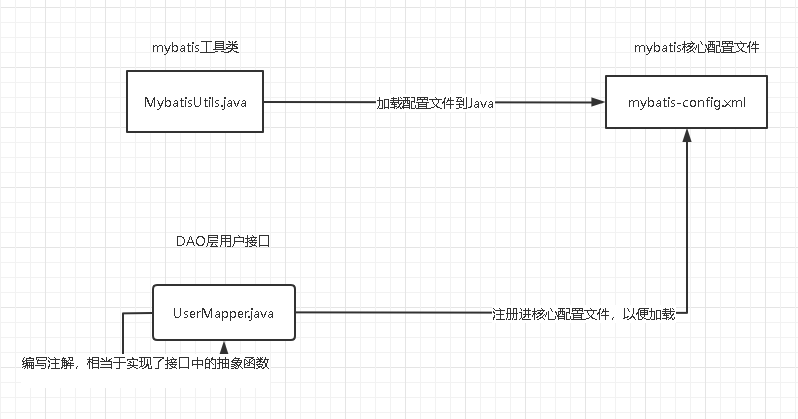 mybatis工具类
mybatis核心配置文件
MybatisUtils.java
加载配置文件到Java
mybatis-config.xml
DAO层用户接口
UserMapper.java
注册进核心配置文件，以便加载
编写注解，相当于实现了接口中的抽象函数